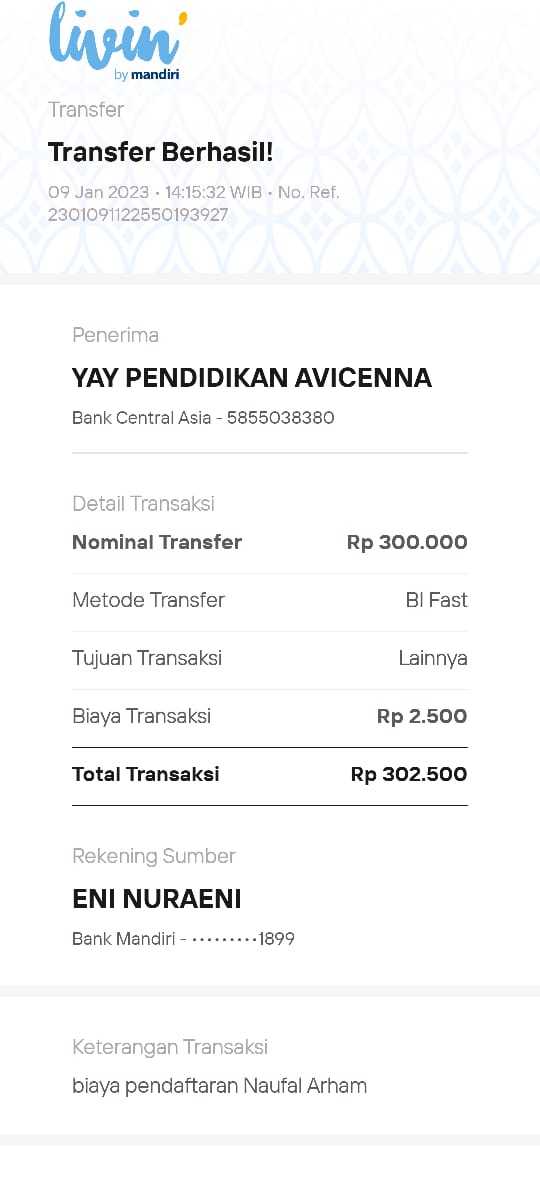 livin'
by mandiri
Transfer
Transfer Berhasil!
09 Jan 2023 • 14:15:32 WIB • No. Ref.
2301091122550193927
Penerima
YAY PENDIDIKAN AVICENNA
Bank Central Asia - 5855038380
Detail Transaksi
Nominal Transfer Rp 300.000
Metode Transfer BI Fast
Tujuan Transaksi Lainnya
Biaya Transaksi Rp 2.500
Total Transaksi Rp 302.500
Rekening Sumber
ENI NURAENI
Bank Mandiri - •••••••••1899
Keterangan Transaksi
biaya pendaftaran Naufal Arham